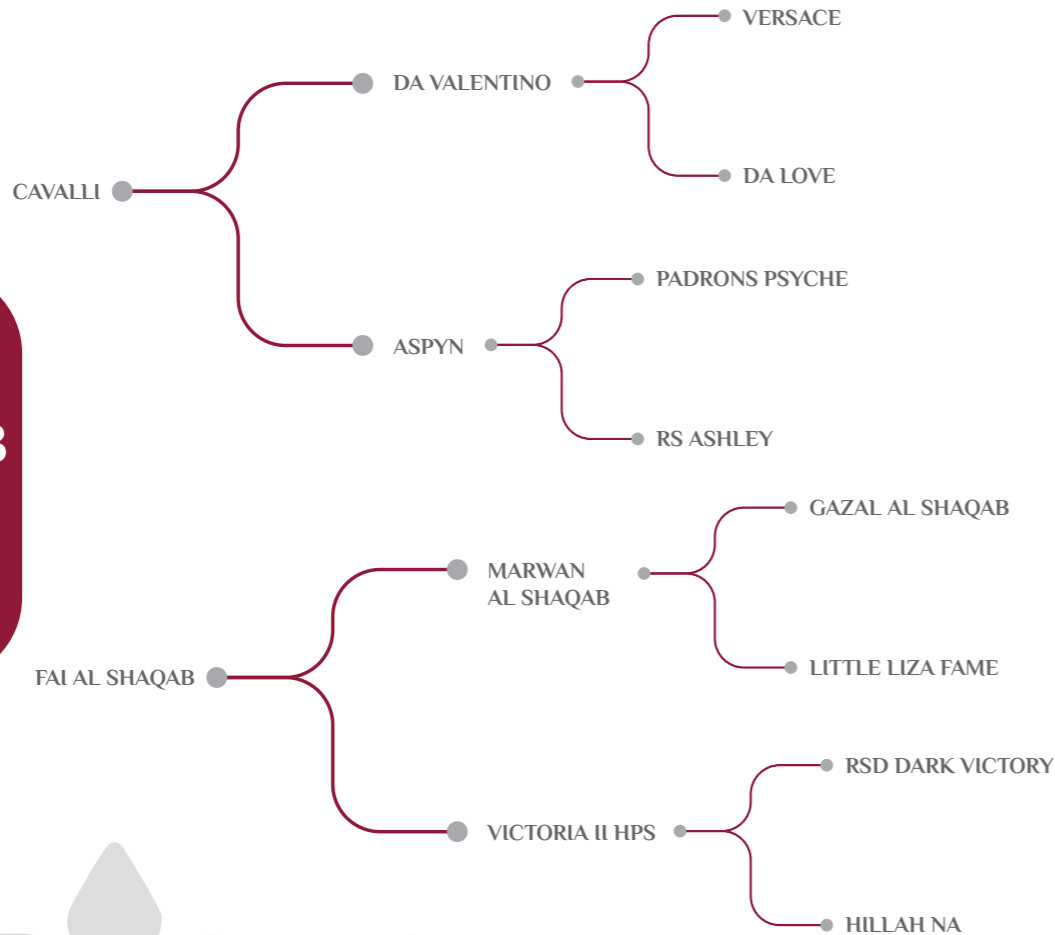 VERSACE
DA VALENTINO
DA LOVE
CAVALLI
PADRONS PSYCHE
ASPYN
RS ASHLEY
GAZAL AL SHAQAB
MARWAN
AL SHAQAB
LITTLE LIZA FAME
FAI AL SHAQAB
RSD DARK VICTORY
VICTORIA II HPS
HILLAH NA